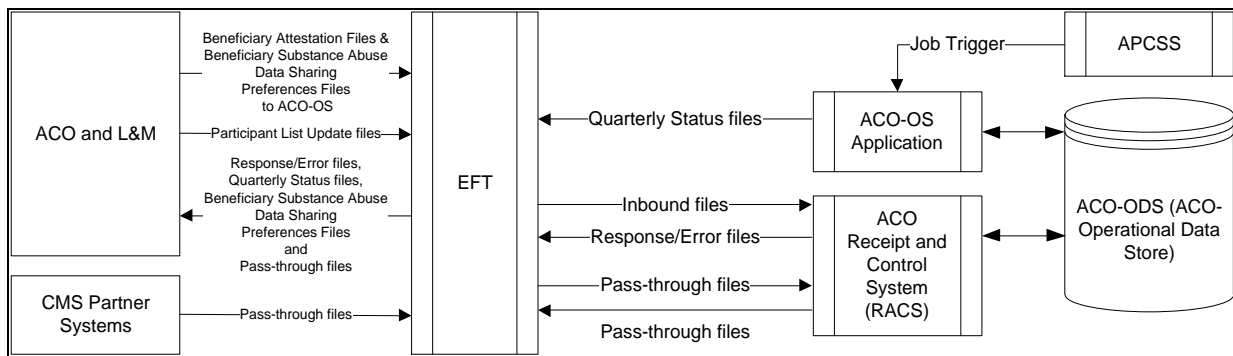 Beneficiary Attestation Files &
Beneficiary Substance Abuse
Data Sharing
Preferences Files
to ACO-OS
ACO and L&M
Participant List Update files
Response/Error files,
Quarterly Status files,
Beneficiary Substance Abuse
Data Sharing
Preferences Files
and
Pass-through files
CMS Partner
Systems
Pass-through files
EFT
Job Trigger
APCSS
Quarterly Status files
ACO-OS
Application
Inbound files
Response/Error files
Pass-through files
Pass-through files
ACO
Receipt and
Control
System
(RACS)
ACO-ODS (ACO-
Operational Data
Store)